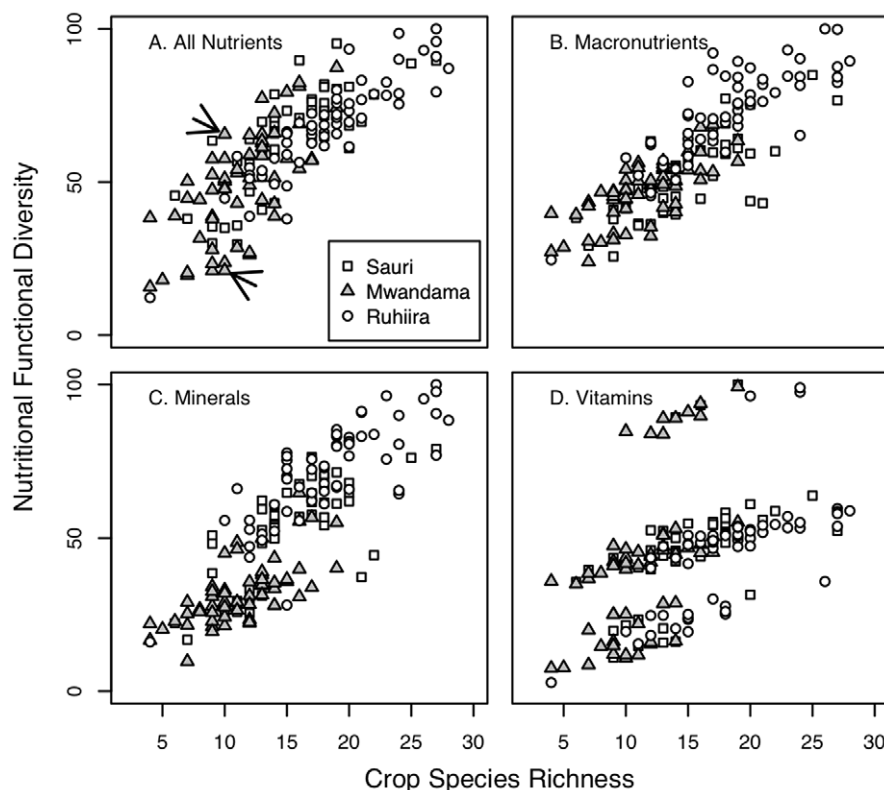 A. All Nutrients
B. Macronutrients
100
50
0
Sauri
Mwandama
Ruhiira
Nutritional Functional Diversity
C. Minerals
D. Vitamins
100
50
0
5 10 15 20 25 30
5 10 15 20 25 30
Crop Species Richness